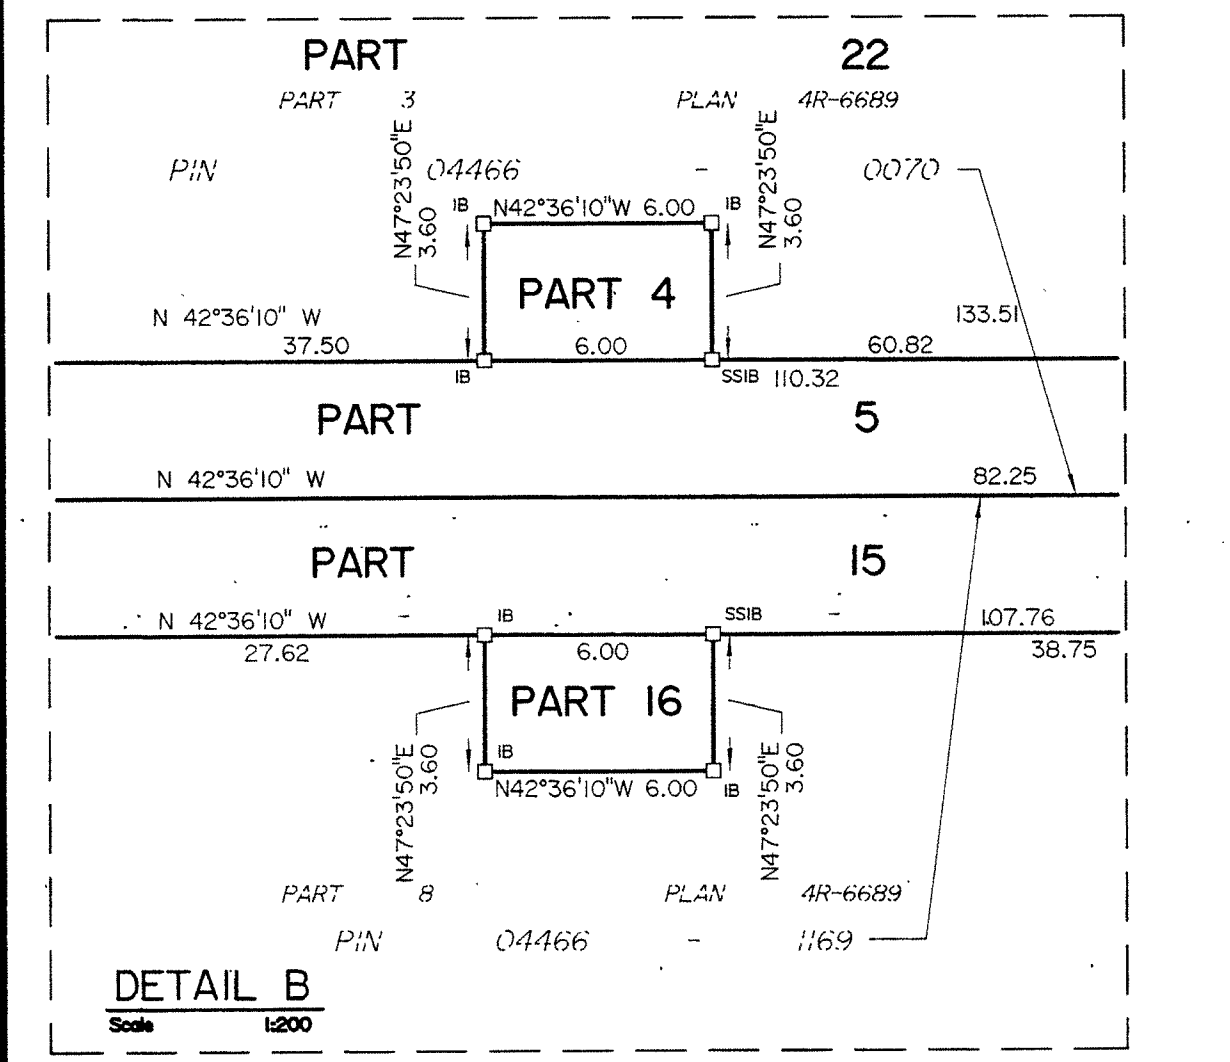 PART 22
PART 3 PLAN 4R-6689
PIN 04466 - 0070
N47°23'50"E
3.60
IB N42°36'10"W 6.00 IB
N47°23'50"E
3.60
PART 4
N 42°36'10" W
133.51
37.50 6.00 60.82
IB SSIB 110.32
PART 5
N 42°36'10" W 82.25
PART 15
IB SSIB
N 42°36'10" W 107.76
27.62 6.00 38.75
PART 16
IB
N47°23'50"E
3.60
N42°36'10"W 6.00 IB
N47°23'50"E
3.60
PART 8 PLAN 4R-6689
PIN 04466 - 1169
DETAIL B
Scale 1:200